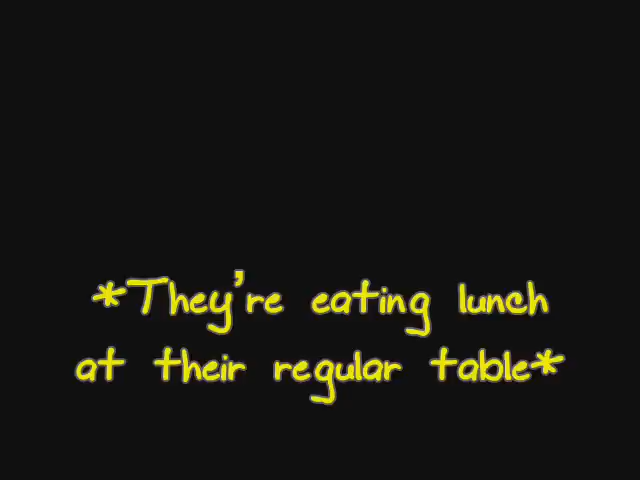 *They're eating lunch
at their regular table*